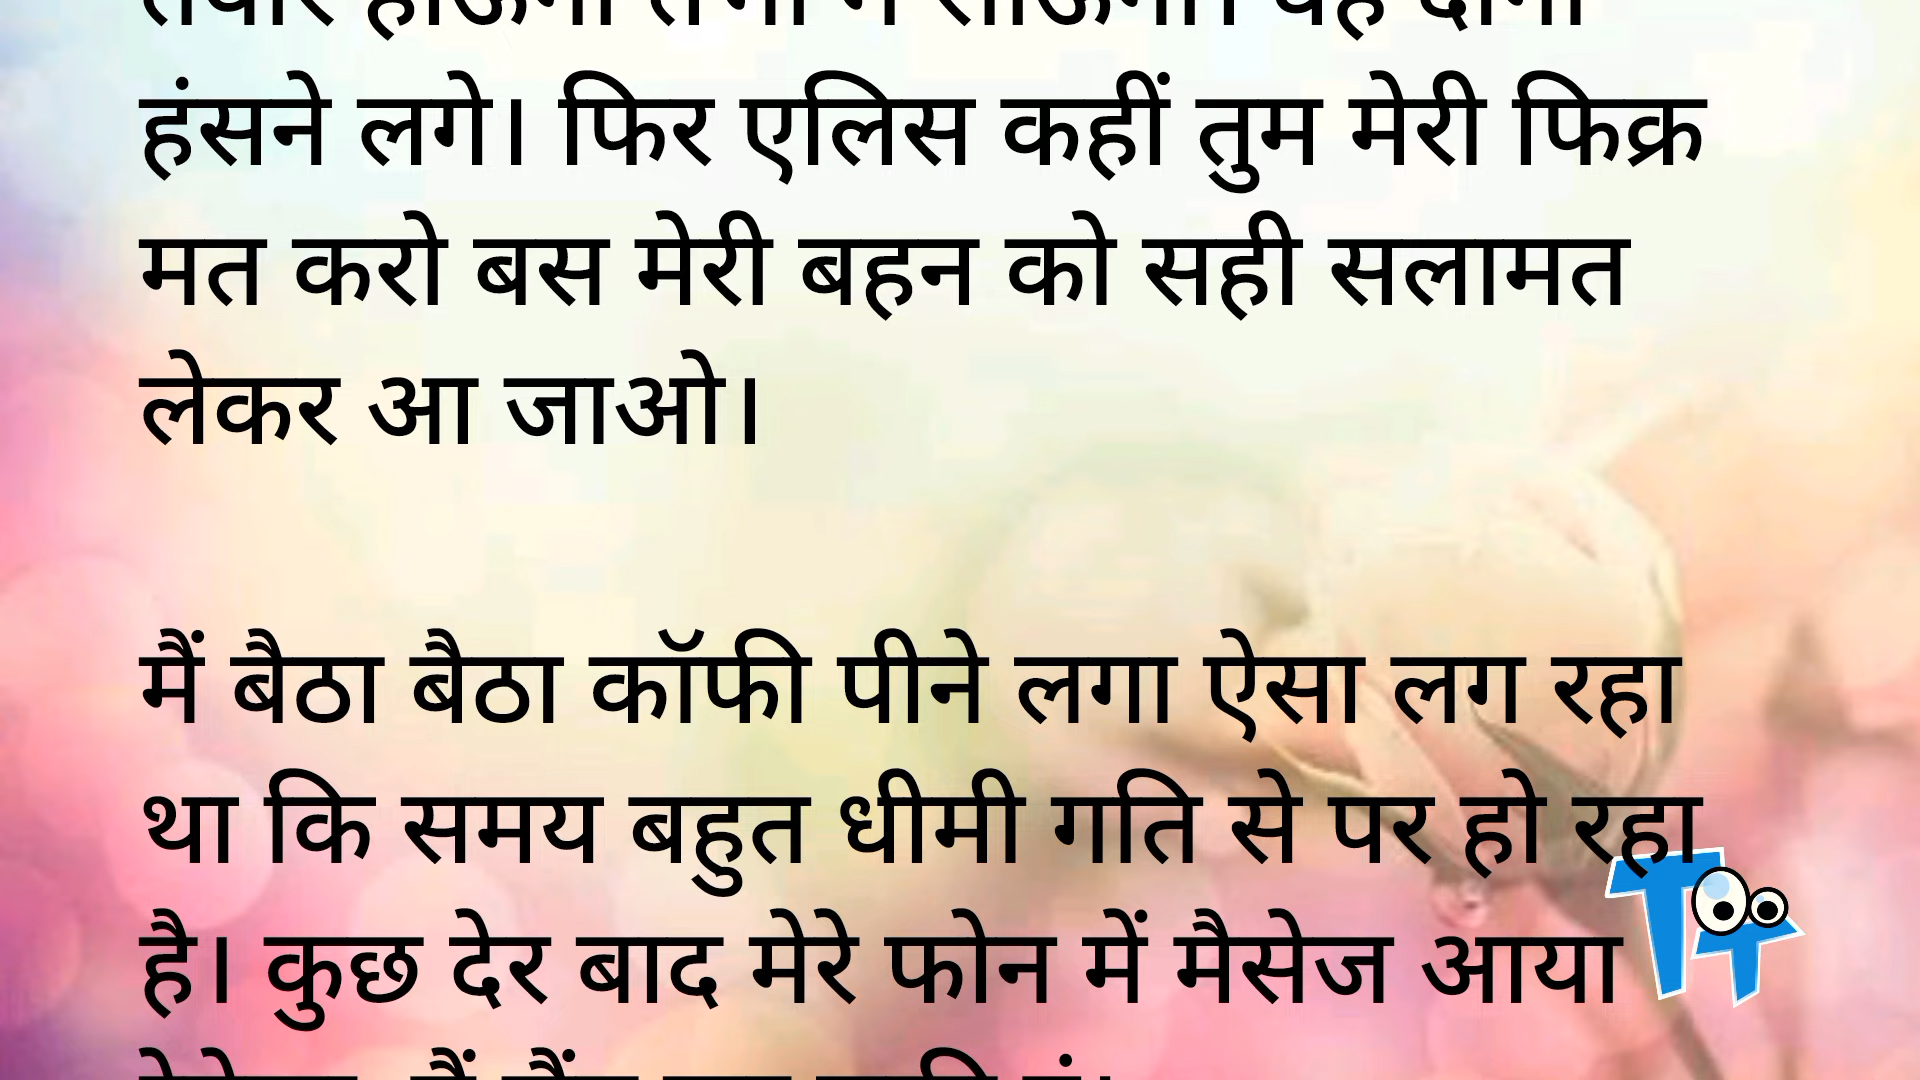 हंसने लगे। फिर एलिस कहीं तुम मेरी फिक्र
मत करो बस मेरी बहन को सही सलामत
लेकर आ जाओ।
मैं बैठा बैठा कॉफी पीने लगा ऐसा लग रहा
था कि समय बहुत धीमी गति से पर हो रहा
है। कुछ देर बाद मेरे फोन में मैसेज आया